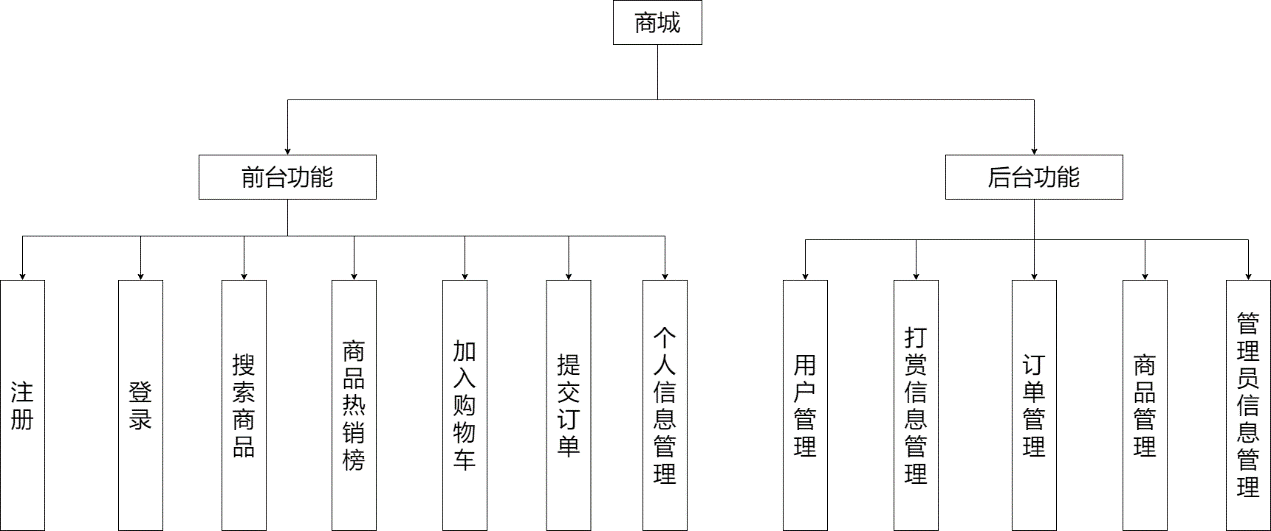 商城
前台功能
后台功能
注册
登录
搜索商品
商品热销榜
加入购物车
提交订单
个人信息管理
用户管理
打赏信息管理
订单管理
商品管理
管理员信息管理